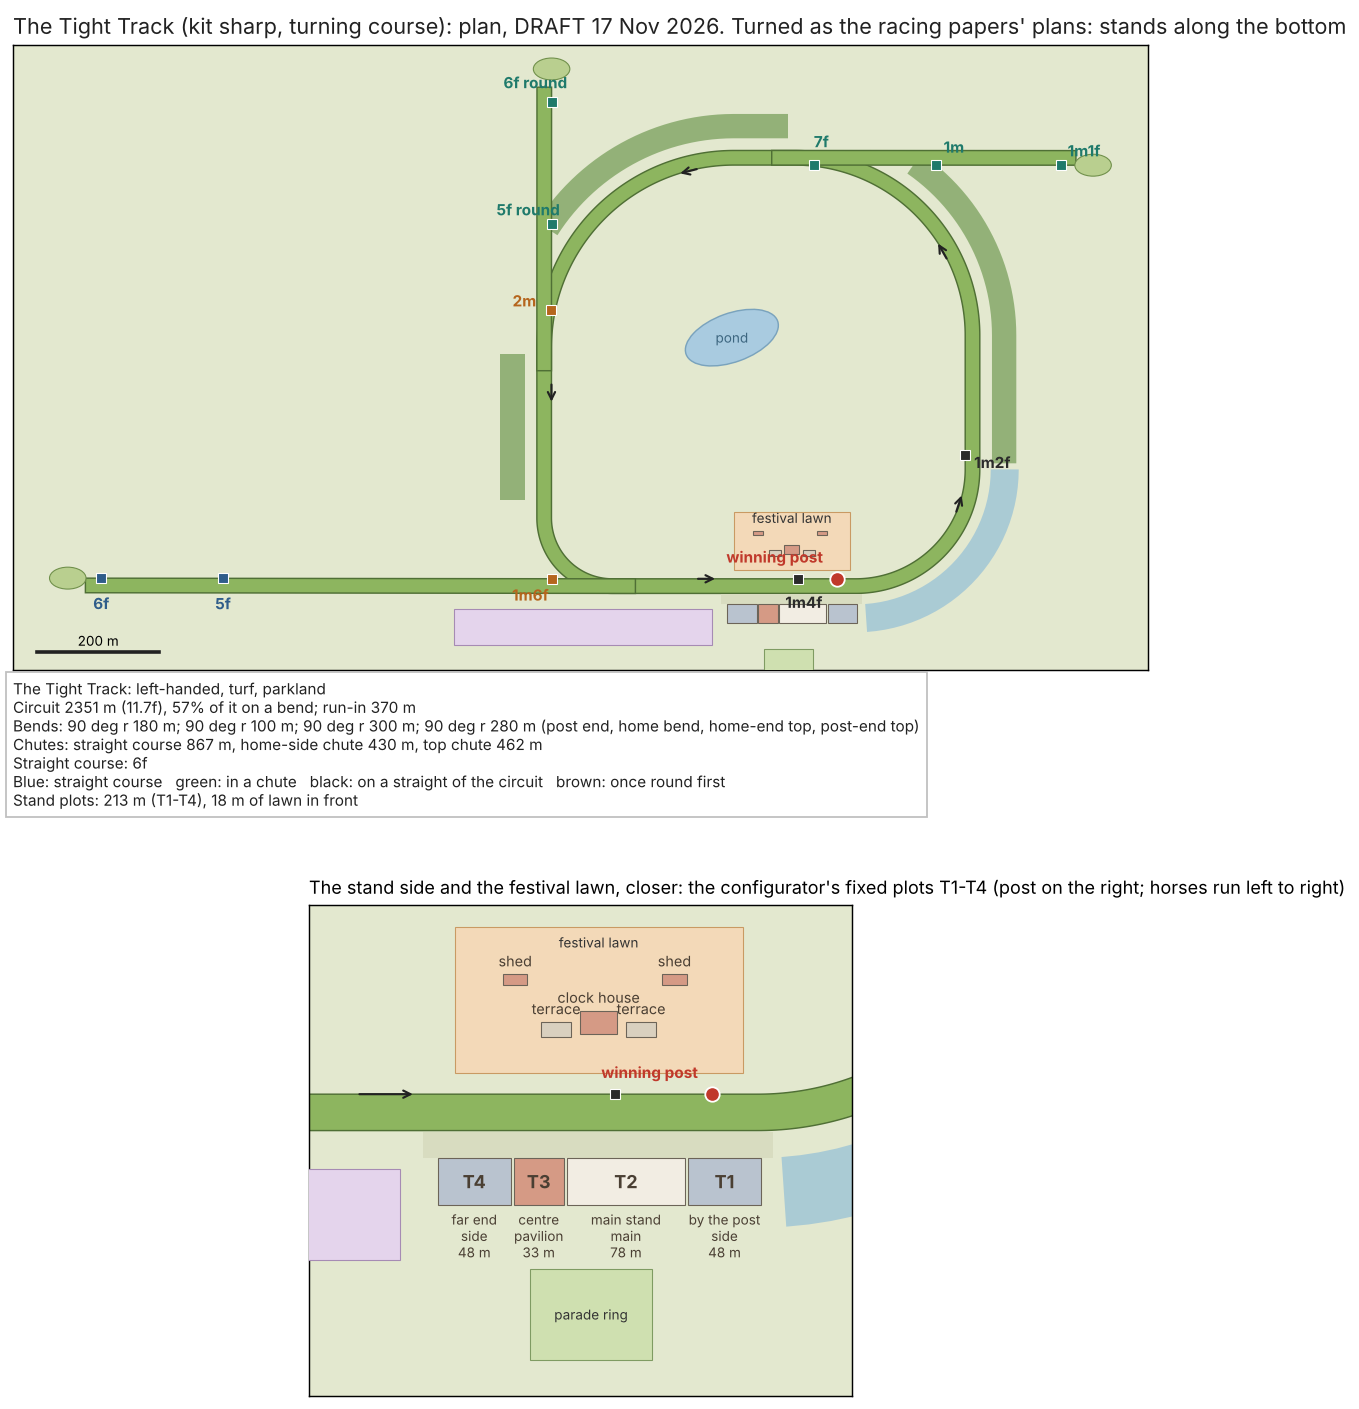 The Tight Track (kit sharp, turning course): plan, DRAFT 17 Nov 2026. Turned as the racing papers' plans: stands along the bottom
6f round
7f
1m
1m1f
5f round
2m
pond
1m2f
festival lawn
winning post
1m6f
1m4f
6f
5f
200 m
The Tight Track: left-handed, turf, parkland
Circuit 2351 m (11.7f), 57% of it on a bend; run-in 370 m
Bends: 90 deg r 180 m; 90 deg r 100 m; 90 deg r 300 m; 90 deg r 280 m (post end, home bend, home-end top, post-end top)
Chutes: straight course 867 m, home-side chute 430 m, top chute 462 m
Straight course: 6f
Blue: straight course   green: in a chute   black: on a straight of the circuit   brown: once round first
Stand plots: 213 m (T1-T4), 18 m of lawn in front
The stand side and the festival lawn, closer: the configurator's fixed plots T1-T4 (post on the right; horses run left to right)
festival lawn
shed
shed
clock house
terrace
terrace
winning post
T4
T3
T2
T1
far end
side
48 m
centre
pavilion
33 m
main stand
main
78 m
by the post
side
48 m
parade ring